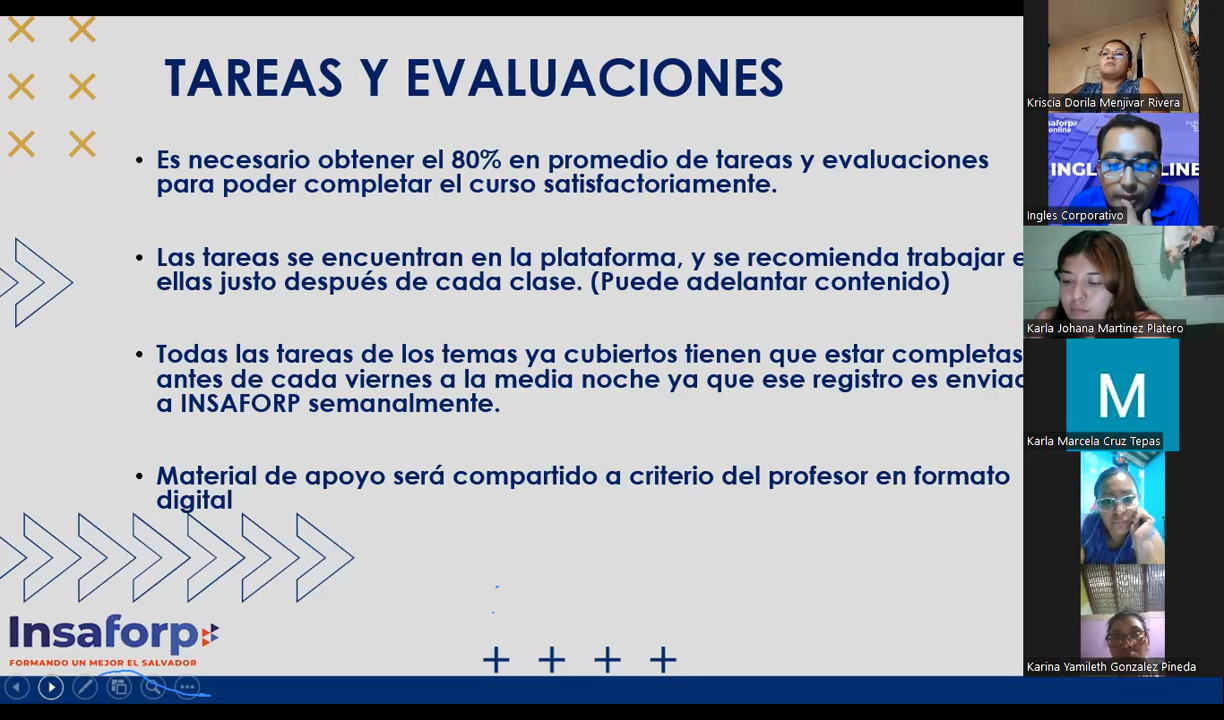 TAREAS Y EVALUACIONES
• Es necesario obtener el 80% en promedio de tareas y evaluaciones
para poder completar el curso satisfactoriamente.
• Las tareas se encuentran en la plataforma, y se recomienda trabajar e
ellas justo después de cada clase. (Puede adelantar contenido)
• Todas las tareas de los temas ya cubiertos tienen que estar completas
antes de cada viernes a la media noche ya que ese registro es enviad
a INSAFORP semanalmente.
• Material de apoyo será compartido a criterio del profesor en formato
digital
Insaforp
FORMANDO UN MEJOR EL SALVADOR
Kriscia Dorila Menjivar Rivera
INGL LINE
Ingles Corporativo
Karla Johana Martinez Platero
M
Karla Marcela Cruz Tepas
Karina Yamileth Gonzalez Pineda